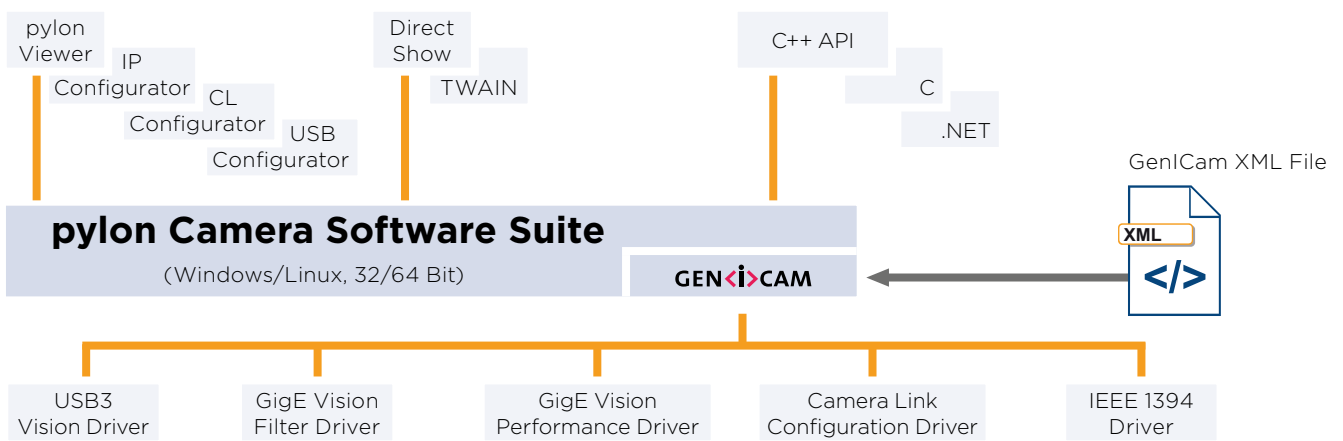 pylon
Viewer
IP
Configurator
CL
Configurator
USB
Configurator
Direct
Show
TWAIN
C++ API
C
.NET
GenICam XML File
XML
</>
pylon Camera Software Suite
(Windows/Linux, 32/64 Bit)
GEN<i>CAM
USB3
Vision Driver
GigE Vision
Filter Driver
GigE Vision
Performance Driver
Camera Link
Configuration Driver
IEEE 1394
Driver